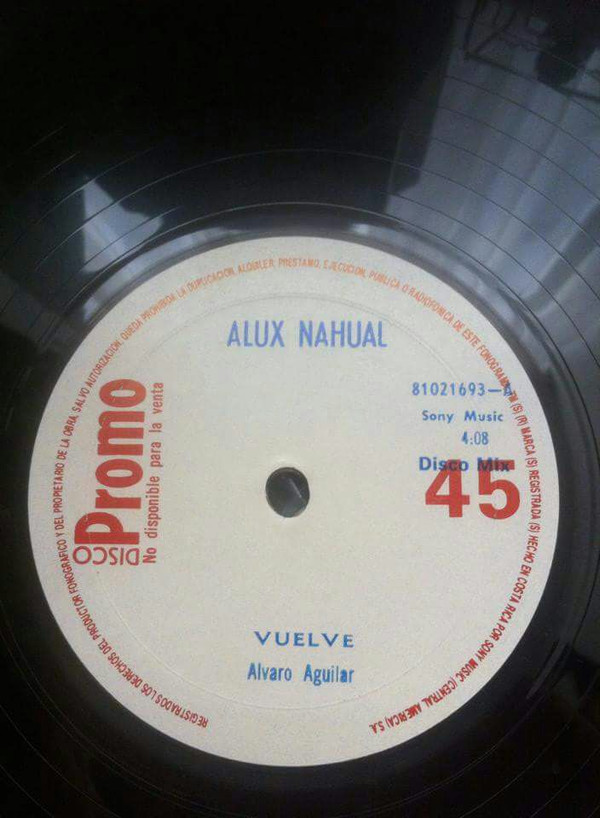 ALUX NAHUAL
81021693-A
Sony Music
4:08
Disco Mix
45
DISCO
Promo
No disponible para la venta
VUELVE
Alvaro Aguilar
REGISTRADOS LOS DERECHOS DEL PRODUCTOR FONOGRAFICO Y DEL PROPIETARIO DE LA OBRA. SALVO AUTORIZACION, QUEDA PROHIBIDA LA DUPLICACION, ALQUILER, PRESTAMO, EJECUCION, PUBLICA O RADIOFONICA DE ESTE FONOGRAMA. TM (S) (R) MARCA (S) REGISTRADA (S) HECHO EN COSTA RICA POR SONY MUSIC (CENTRAL AMERICA) S.A.